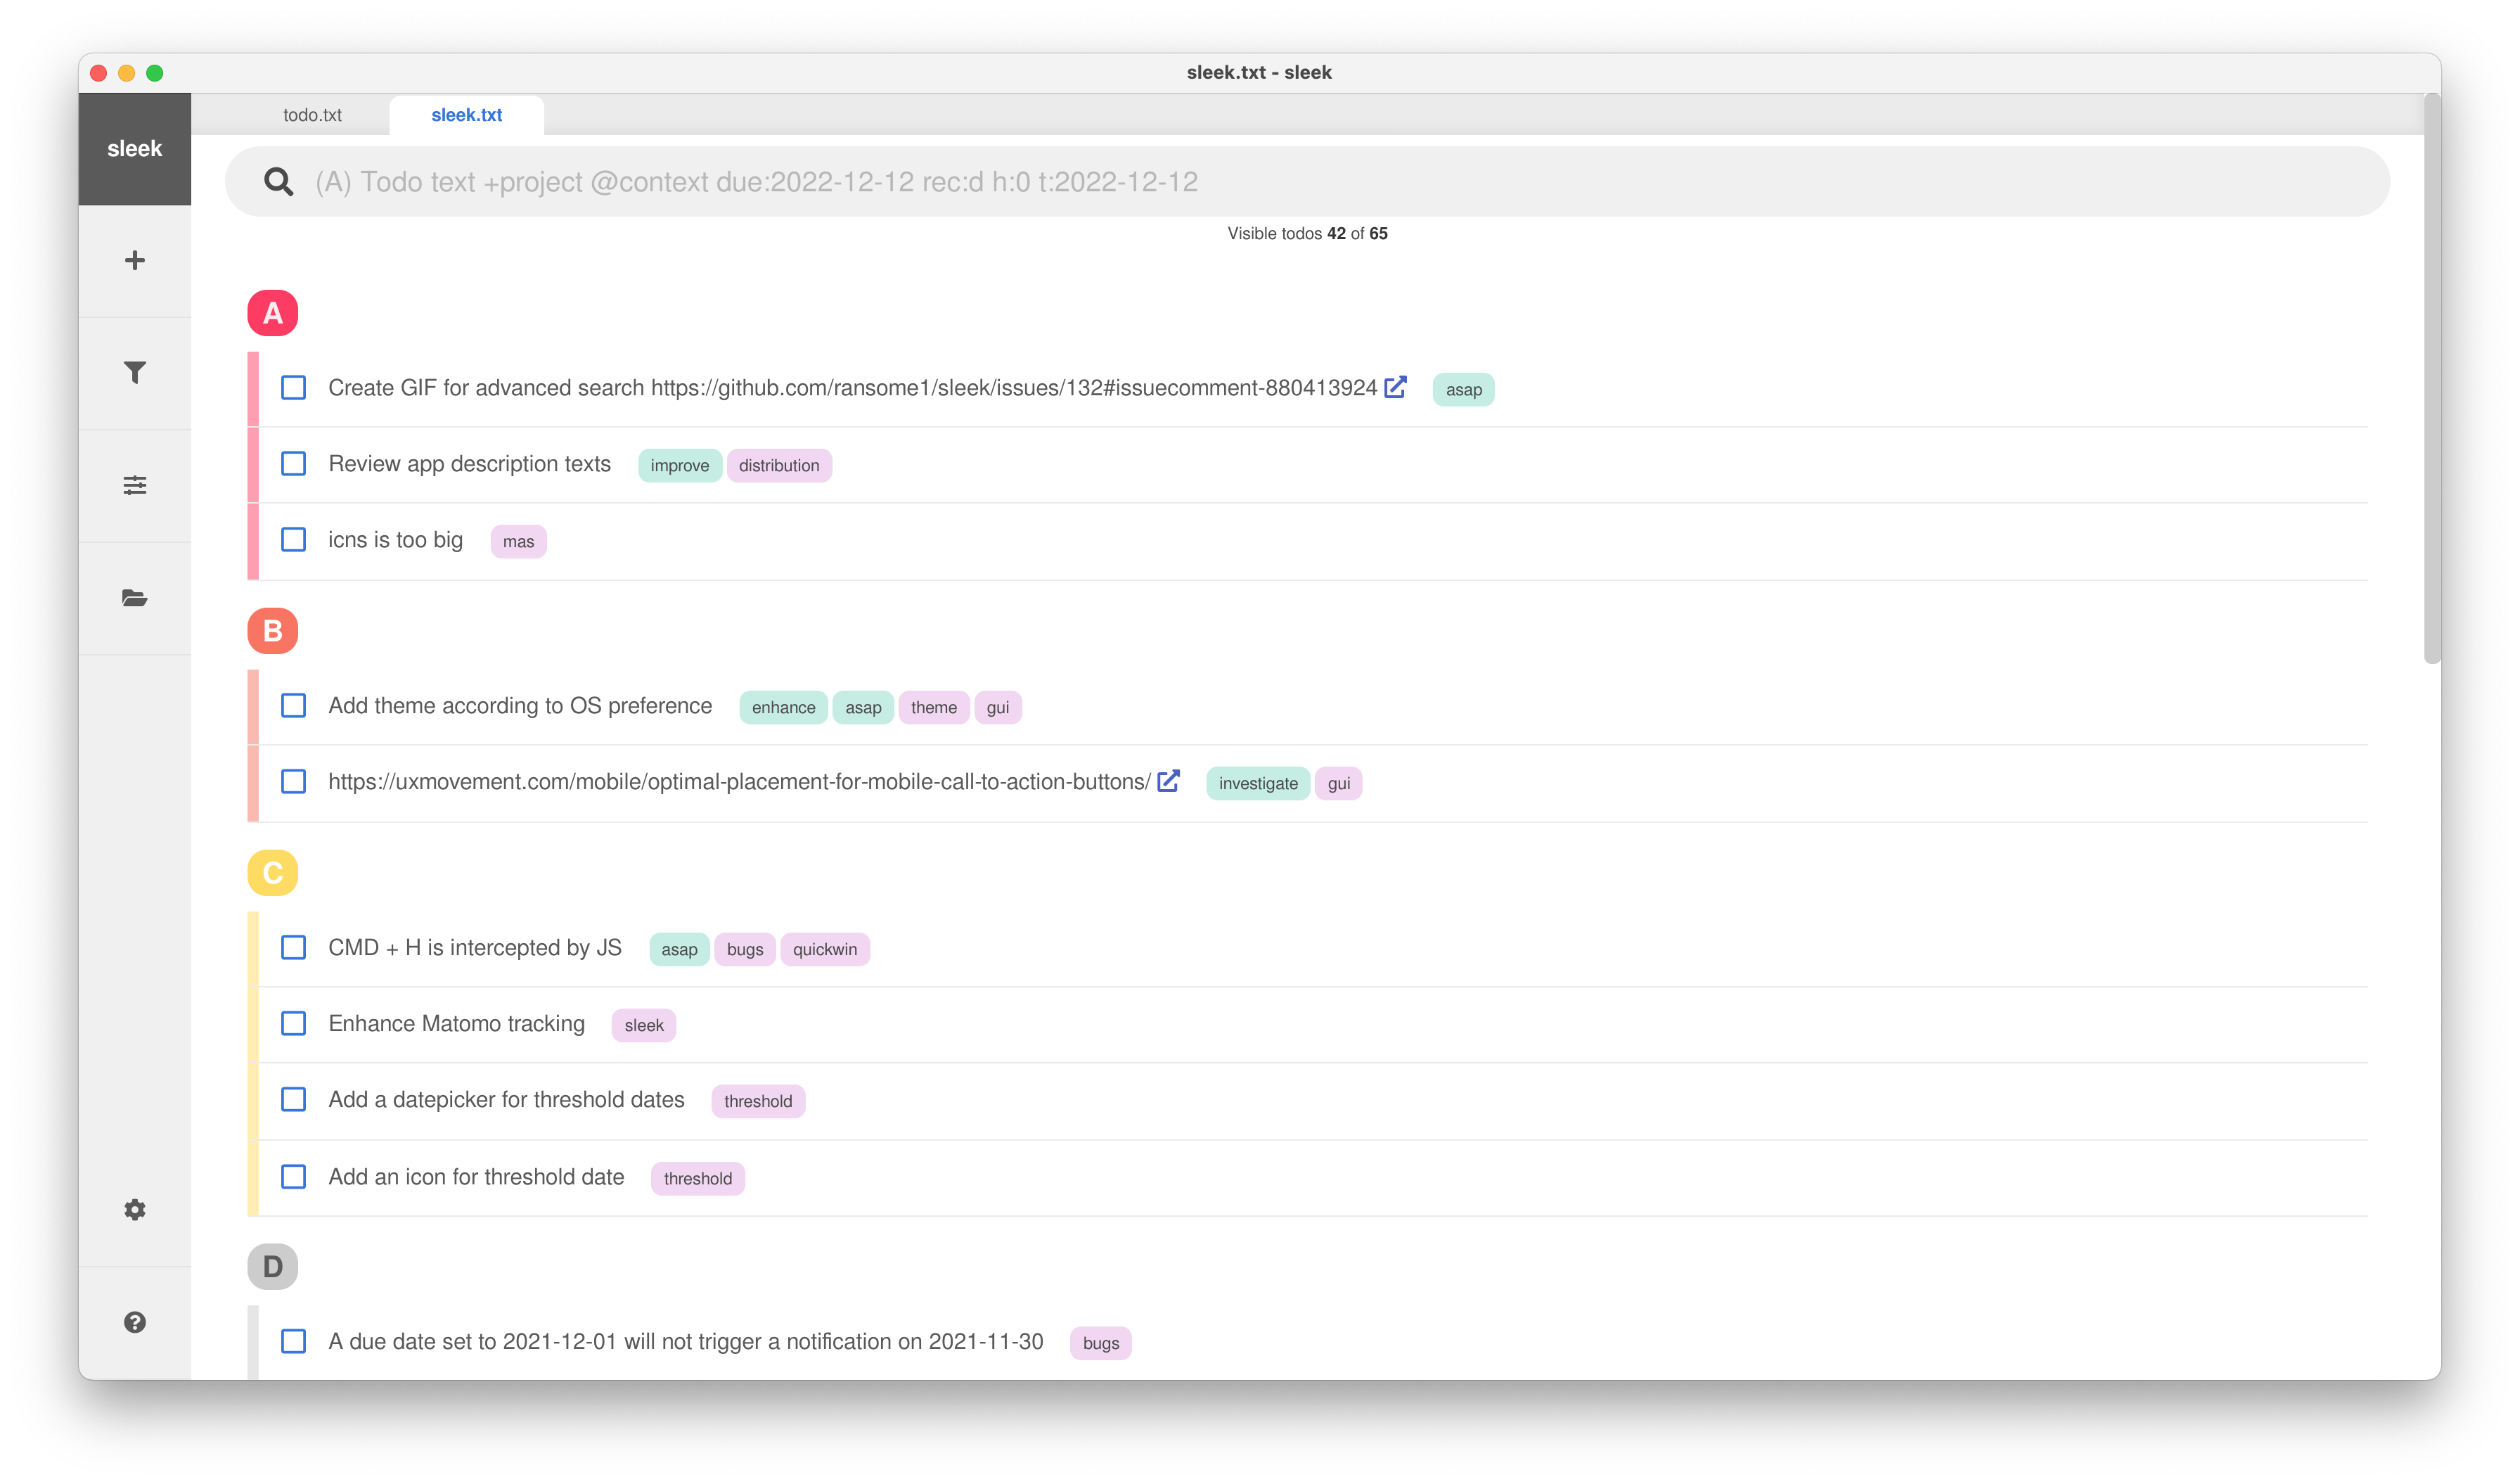 sleek.txt - sleek
todo.txt sleek.txt
sleek
(A) Todo text +project @context due:2022-12-12 rec:d h:0 t:2022-12-12
Visible todos 42 of 65
A
Create GIF for advanced search https://github.com/ransome1/sleek/issues/132#issuecomment-880413924 asap
Review app description texts improve distribution
icns is too big mas
B
Add theme according to OS preference enhance asap theme gui
https://uxmovement.com/mobile/optimal-placement-for-mobile-call-to-action-buttons/ investigate gui
C
CMD + H is intercepted by JS asap bugs quickwin
Enhance Matomo tracking sleek
Add a datepicker for threshold dates threshold
Add an icon for threshold date threshold
D
A due date set to 2021-12-01 will not trigger a notification on 2021-11-30 bugs